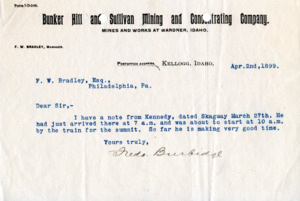 Bunker Hill and Sullivan Mining and Concentrating Company.
MINES AND WORKS AT WARDNER, IDAHO.
F. W. BRADLEY, MANAGER.
POSTOFFICE ADDRESS, KELLOGG, IDAHO.
Apr.2nd,1899.
F. W. Bradley, Esq.,
Philadelphia, Pa.
Dear Sir,-
I have a note from Kennedy, dated Skaguay March 27th. He
had just arrived there at 7 a.m. and was about to start at 10 a.m.
by the train for the summit. So far he is making very good time.
Yours truly,
Fredk Burbidge